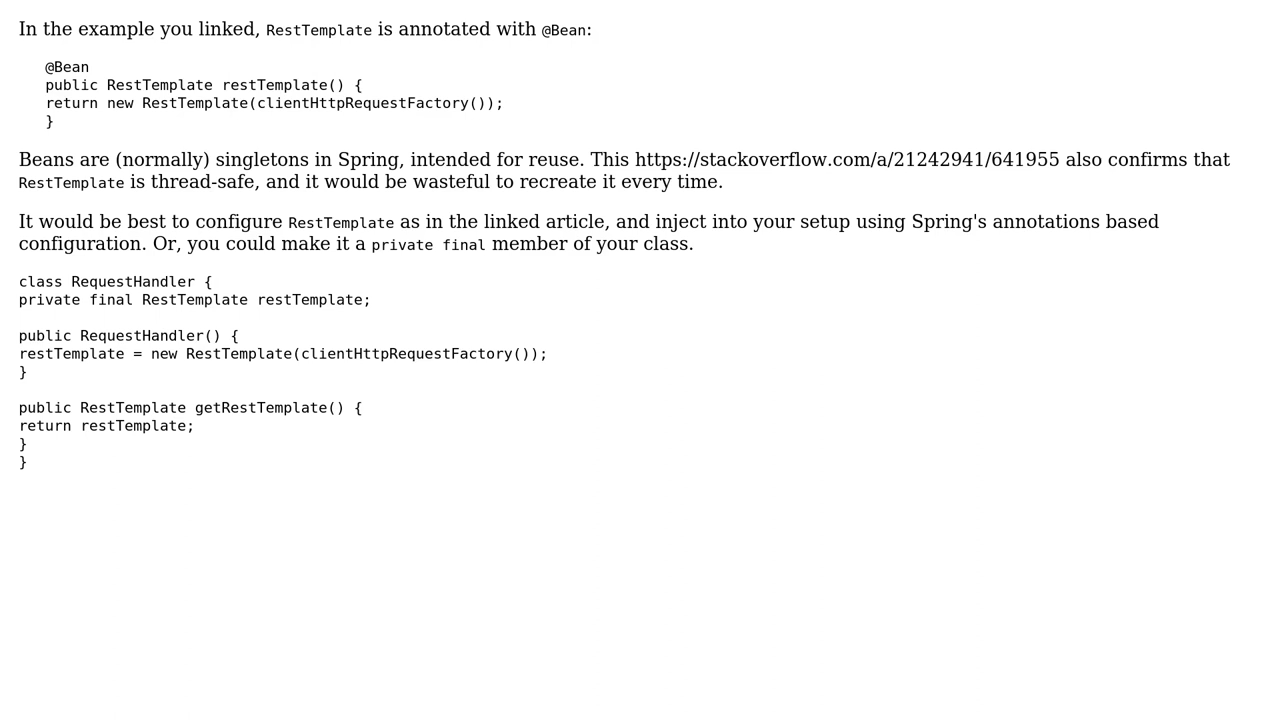 In the example you linked, RestTemplate is annotated with @Bean:
@Bean
public RestTemplate restTemplate() {
return new RestTemplate(clientHttpRequestFactory());
}
Beans are (normally) singletons in Spring, intended for reuse. This https://stackoverflow.com/a/21242941/641955 also confirms that
RestTemplate is thread-safe, and it would be wasteful to recreate it every time.
It would be best to configure RestTemplate as in the linked article, and inject into your setup using Spring's annotations based
configuration. Or, you could make it a private final member of your class.
class RequestHandler {
private final RestTemplate restTemplate;
public RequestHandler() {
restTemplate = new RestTemplate(clientHttpRequestFactory());
}
public RestTemplate getRestTemplate() {
return restTemplate;
}
}